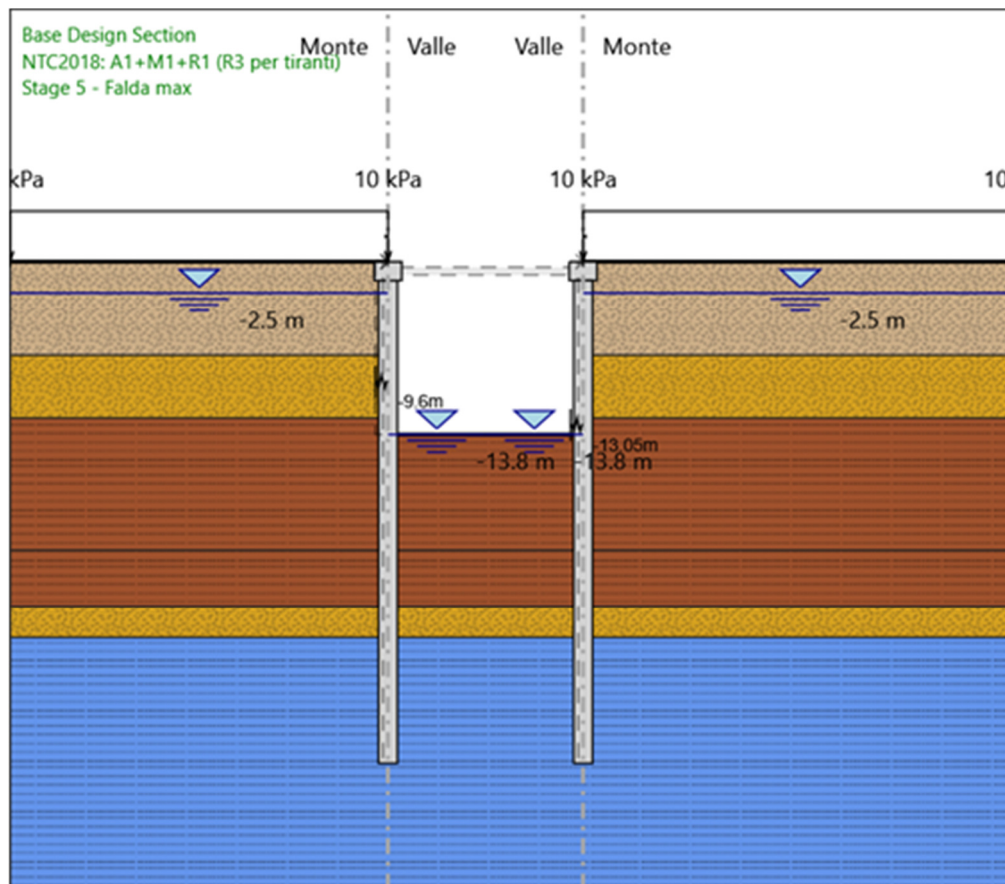 Base Design Section
Monte Valle Valle Monte
NTC2018: A1+M1+R1 (R3 per tiranti)
Stage 5 - Falda max
kPa 10 kPa 10 kPa 10
-2.5 m -2.5 m
-9,6m
-13,05m
-13.8 m -13.8 m